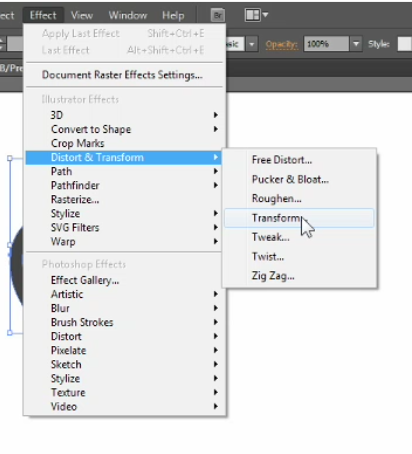 ect Effect View Window Help Br
Apply Last Effect Shift+Ctrl+E
Last Effect Alt+Shift+Ctrl+E
asic Opacity: 100% Style:
B/Pre
Document Raster Effects Settings...
Illustrator Effects
3D
Convert to Shape
Crop Marks
Distort & Transform
Path
Pathfinder
Rasterize...
Stylize
SVG Filters
Warp
Free Distort...
Pucker & Bloat...
Roughen...
Transform...
Tweak...
Twist...
Zig Zag...
Photoshop Effects
Effect Gallery...
Artistic
Blur
Brush Strokes
Distort
Pixelate
Sketch
Stylize
Texture
Video